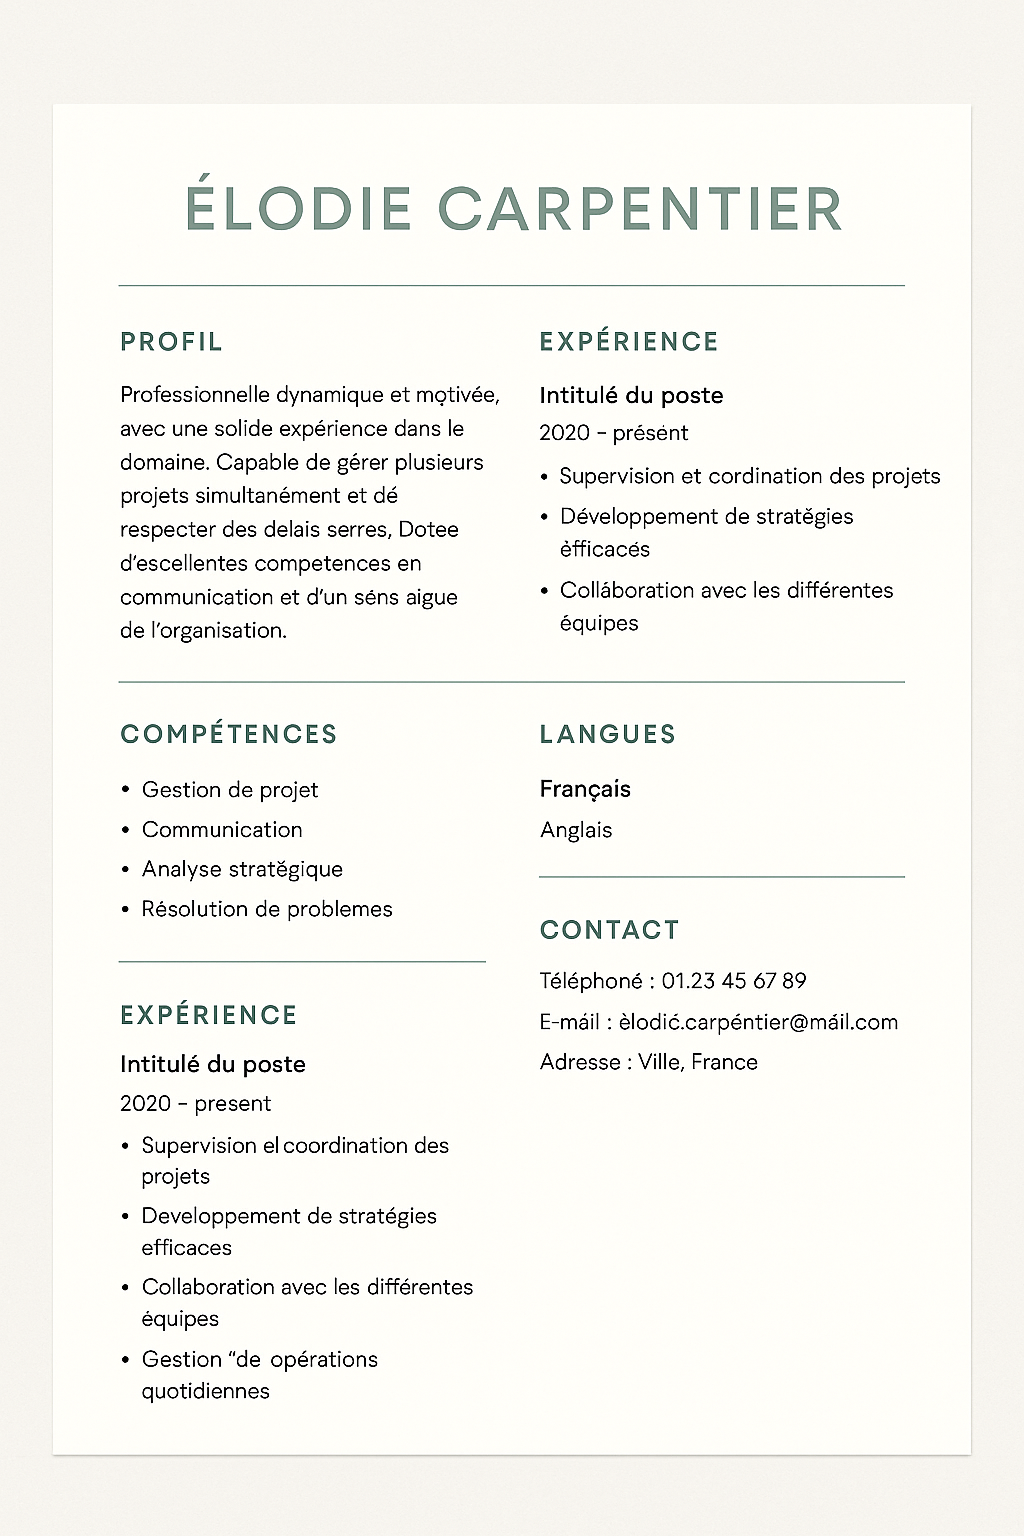 ÉLODIE CARPENTIER
PROFIL
Professionnelle dynamique et mọtivée,
avec une solide expérience dans le
domaine. Capable de gérer plusieurs
projets simultanément et dé
respecter des delais serres, Dotee
d’escellentes competences en
communication et d’un séns aigue
de l’organisation.
EXPÉRIENCE
Intitulé du poste
2020 – présént
• Supervision et cordination des projets
• Développement de stratĕgies
èfficacés
• Colláboration avec les différentes
équipes
COMPÉTENCES
• Gestion de projet
• Communication
• Analyse stratĕgique
• Résolution de problemes
LANGUES
Françaís
Anglais
EXPÉRIENCE
Intitulé du poste
2020 – present
• Supervision el coordination des
projets
• Developpement de stratégies
efficaces
• Collaboration avec les différentes
équipes
• Gestion “de opérations
quotidiennes
CONTACT
Téléphoné : 01.23 45 67 89
E-máil : èlodić.carpéntier@máil.com
Adresse : Ville, France